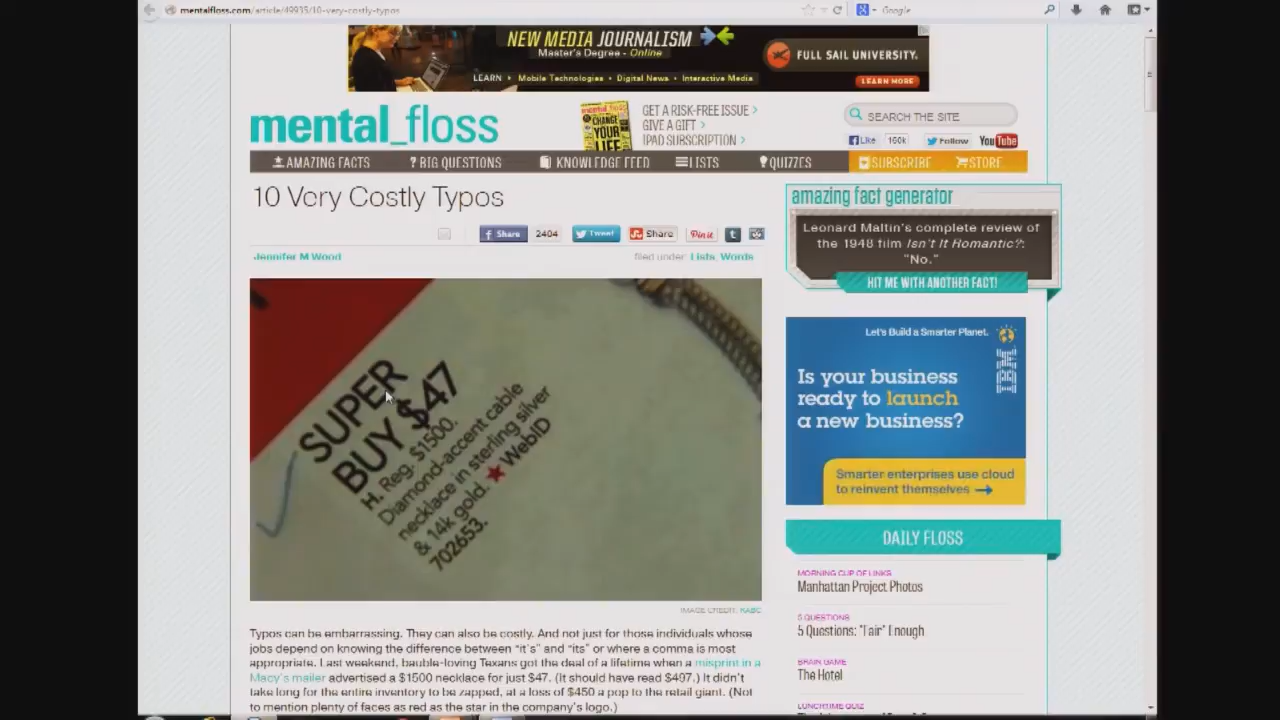 mentalfloss.com/article/49935/10-very-costly-typos
Google
NEW MEDIA JOURNALISM
Master's Degree - Online
LEARN • Mobile Technologies • Digital News • Interactive Media
FULL SAIL UNIVERSITY.
LEARN MORE
mental_floss
mental_floss
CHANGE
YOUR
LIFE
GET A RISK-FREE ISSUE >
GIVE A GIFT >
IPAD SUBSCRIPTION >
SEARCH THE SITE
Like 160k Follow YouTube
AMAZING FACTS ? BIG QUESTIONS KNOWLEDGE FEED LISTS QUIZZES SUBSCRIBE STORE
10 Very Costly Typos
Share 2404 Tweet Share Pin it t
Jennifer M Wood
filed under: Lists, Words
SUPER
BUY $47
H. Reg. $1500.
Diamond-accent cable
necklace in sterling silver
& 14k gold. ★WebID
702653.
IMAGE CREDIT: KABC
Typos can be embarrassing. They can also be costly. And not just for those individuals whose
jobs depend on knowing the difference between "it's" and "its" or where a comma is most
appropriate. Last weekend, bauble-loving Texans got the deal of a lifetime when a misprint in a
Macy's mailer advertised a $1500 necklace for just $47. (It should have read $497.) It didn't
take long for the entire inventory to be zapped, at a loss of $450 a pop to the retail giant. (Not
to mention plenty of faces as red as the star in the company's logo.)
amazing fact generator
Leonard Maltin's complete review of
the 1948 film Isn't It Romantic?:
"No."
HIT ME WITH ANOTHER FACT!
Let's Build a Smarter Planet.
IBM
Is your business
ready to launch
a new business?
Smarter enterprises use cloud
to reinvent themselves →
DAILY FLOSS
MORNING CUP OF LINKS
Manhattan Project Photos
5 QUESTIONS
5 Questions: "Fair" Enough
BRAIN GAME
The Hotel
LUNCHTIME QUIZ